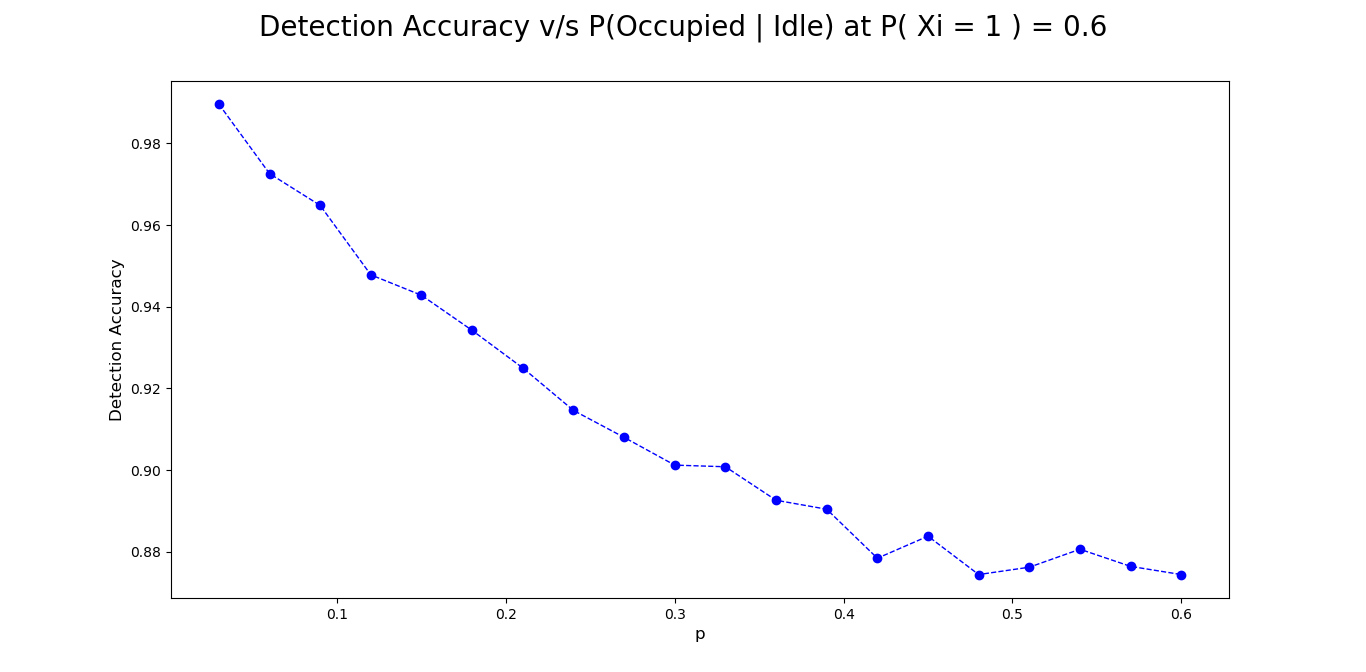 Detection Accuracy v/s P(Occupied | Idle) at P( Xi = 1 ) = 0.6
0.98
0.96
0.94
0.92
0.90
0.88
Detection Accuracy
0.1 0.2 0.3 0.4 0.5 0.6
p